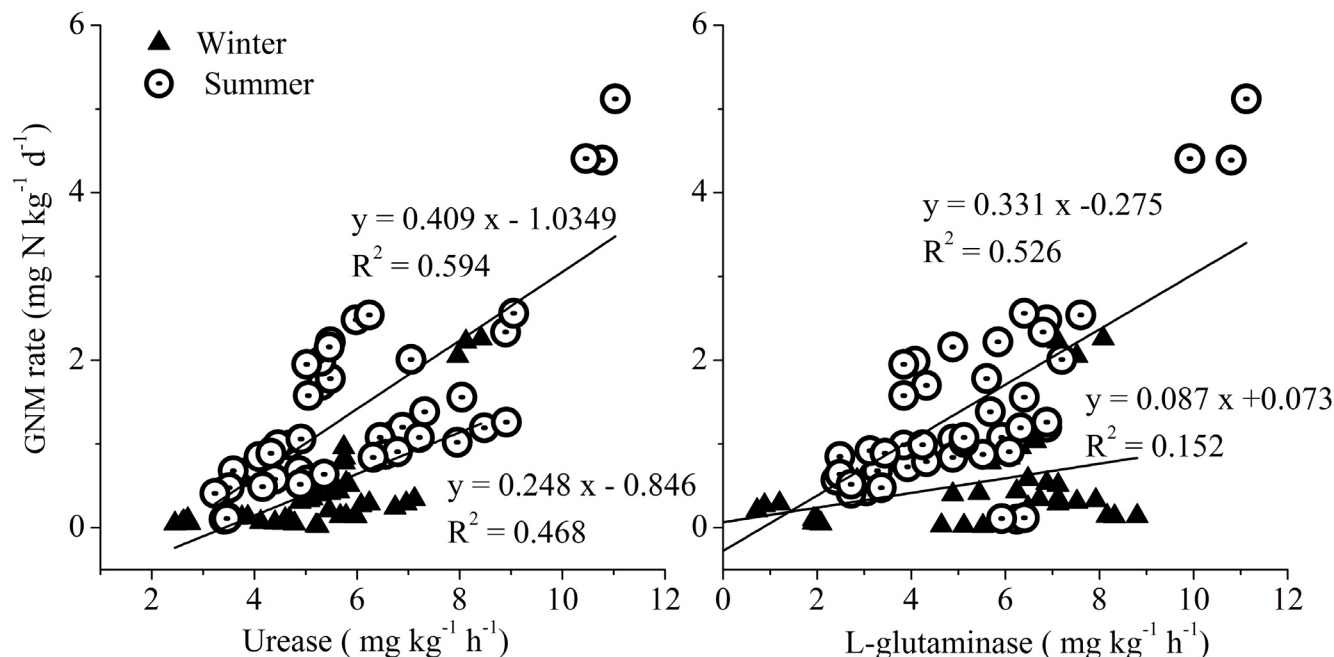 6
4
2
0
GNM rate (mg N kg⁻¹ d⁻¹)
Winter
Summer
y = 0.409 x - 1.0349
R² = 0.594
y = 0.248 x - 0.846
R² = 0.468
2 4 6 8 10 12
Urease ( mg kg⁻¹ h⁻¹)
6
4
2
0
y = 0.331 x -0.275
R² = 0.526
y = 0.087 x +0.073
R² = 0.152
0 2 4 6 8 10 12
L-glutaminase ( mg kg⁻¹ h⁻¹)